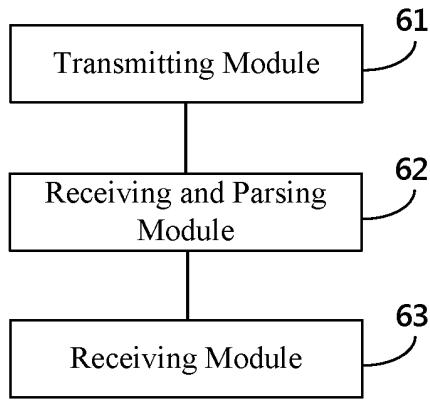 61
Transmitting Module
62
Receiving and Parsing
Module
63
Receiving Module